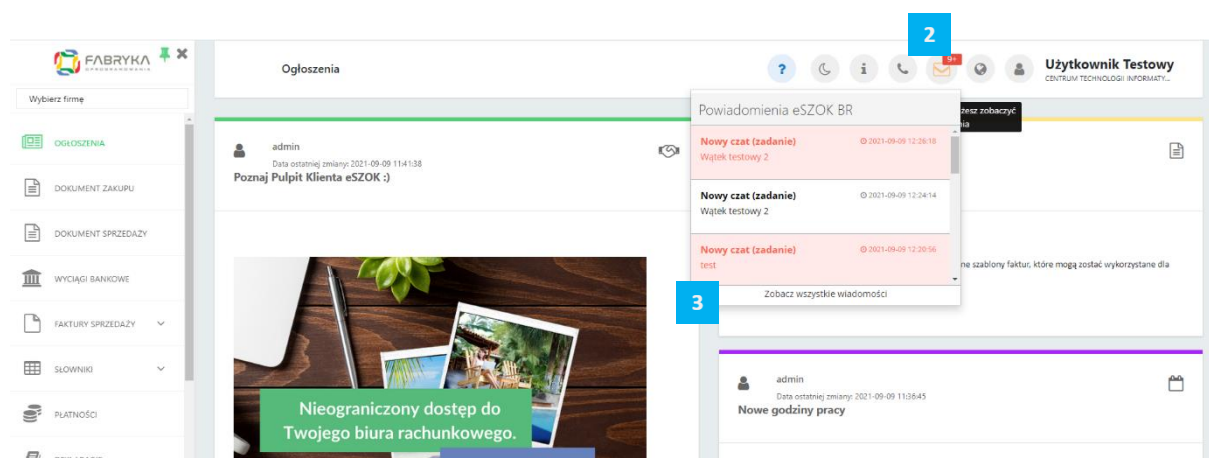 2
FABRYKA
OPROGRAMOWANIA
Wybierz firmę
OGŁOSZENIA
DOKUMENT ZAKUPU
DOKUMENT SPRZEDAŻY
WYCIĄGI BANKOWE
FAKTURY SPRZEDAŻY
SŁOWNIKI
PŁATNOŚCI
Ogłoszenia
?
i
9+
Użytkownik Testowy
CENTRUM TECHNOLOGII INFORMATY...
żesz zobaczyć
nia
Powiadomienia eSZOK BR
Nowy czat (zadanie) 2021-09-09 12:26:18
Wątek testowy 2
Nowy czat (zadanie) 2021-09-09 12:24:14
Wątek testowy 2
Nowy czat (zadanie) 2021-09-09 12:20:56
test
3
Zobacz wszystkie wiadomości
admin
Data ostatniej zmiany: 2021-09-09 11:41:38
Poznaj Pulpit Klienta eSZOK :)
Nieograniczony dostęp do
Twojego biura rachunkowego.
ne szablony faktur, które mogą zostać wykorzystane dla
admin
Data ostatniej zmiany: 2021-09-09 11:36:45
Nowe godziny pracy